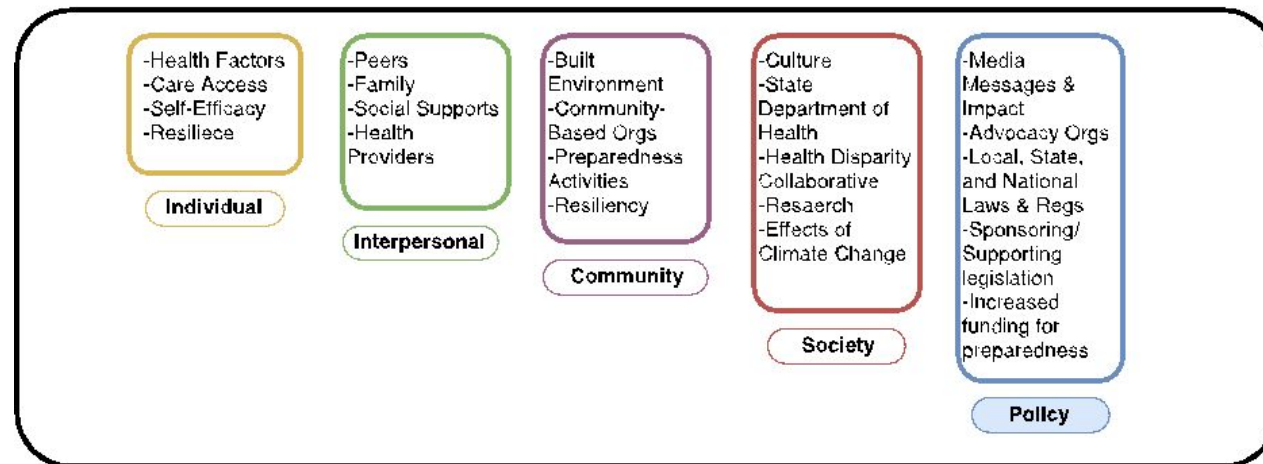 -Health Factors
-Care Access
-Self-Efficacy
-Resiliece
Individual
-Peers
-Family
-Social Supports
-Health
Providers
Interpersonal
-Built
Environment
-Community-
Based Orgs
-Preparedness
Activities
-Resiliency
Community
-Culture
-State
Department of
Health
-Health Disparity
Collaborative
-Resaerch
-Effects of
Climate Change
Society
-Media
Messages &
Impact
-Advocacy Orgs
-Local, State,
and National
Laws & Regs
-Sponsoring/
Supporting
legislation
-Increased
funding for
preparedness
Policy